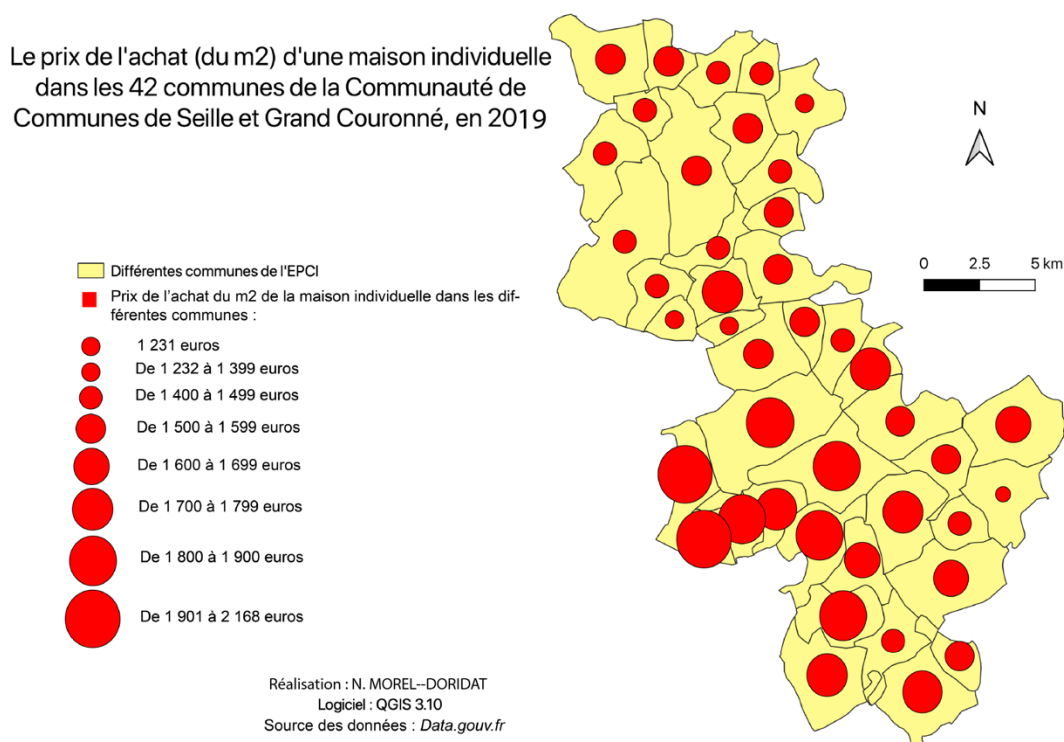 Le prix de l'achat (du m2) d'une maison individuelle
dans les 42 communes de la Communauté de
Communes de Seille et Grand Couronné, en 2019
N
0 2.5 5 km
Différentes communes de l'EPCI
Prix de l'achat du m2 de la maison individuelle dans les dif-
férentes communes :
1 231 euros
De 1 232 à 1 399 euros
De 1 400 à 1 499 euros
De 1 500 à 1 599 euros
De 1 600 à 1 699 euros
De 1 700 à 1 799 euros
De 1 800 à 1 900 euros
De 1 901 à 2 168 euros
Réalisation : N. MOREL--DORIDAT
Logiciel : QGIS 3.10
Source des données : Data.gouv.fr